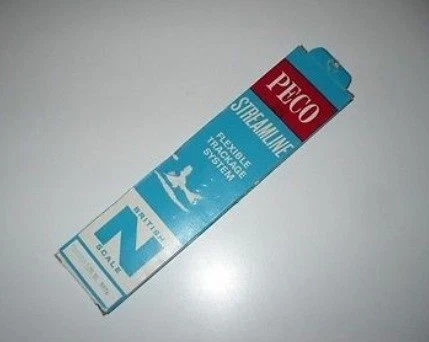 PECO
STREAMLINE
FLEXIBLE
TRACKAGE
SYSTEM
BRITISH
N
SCALE